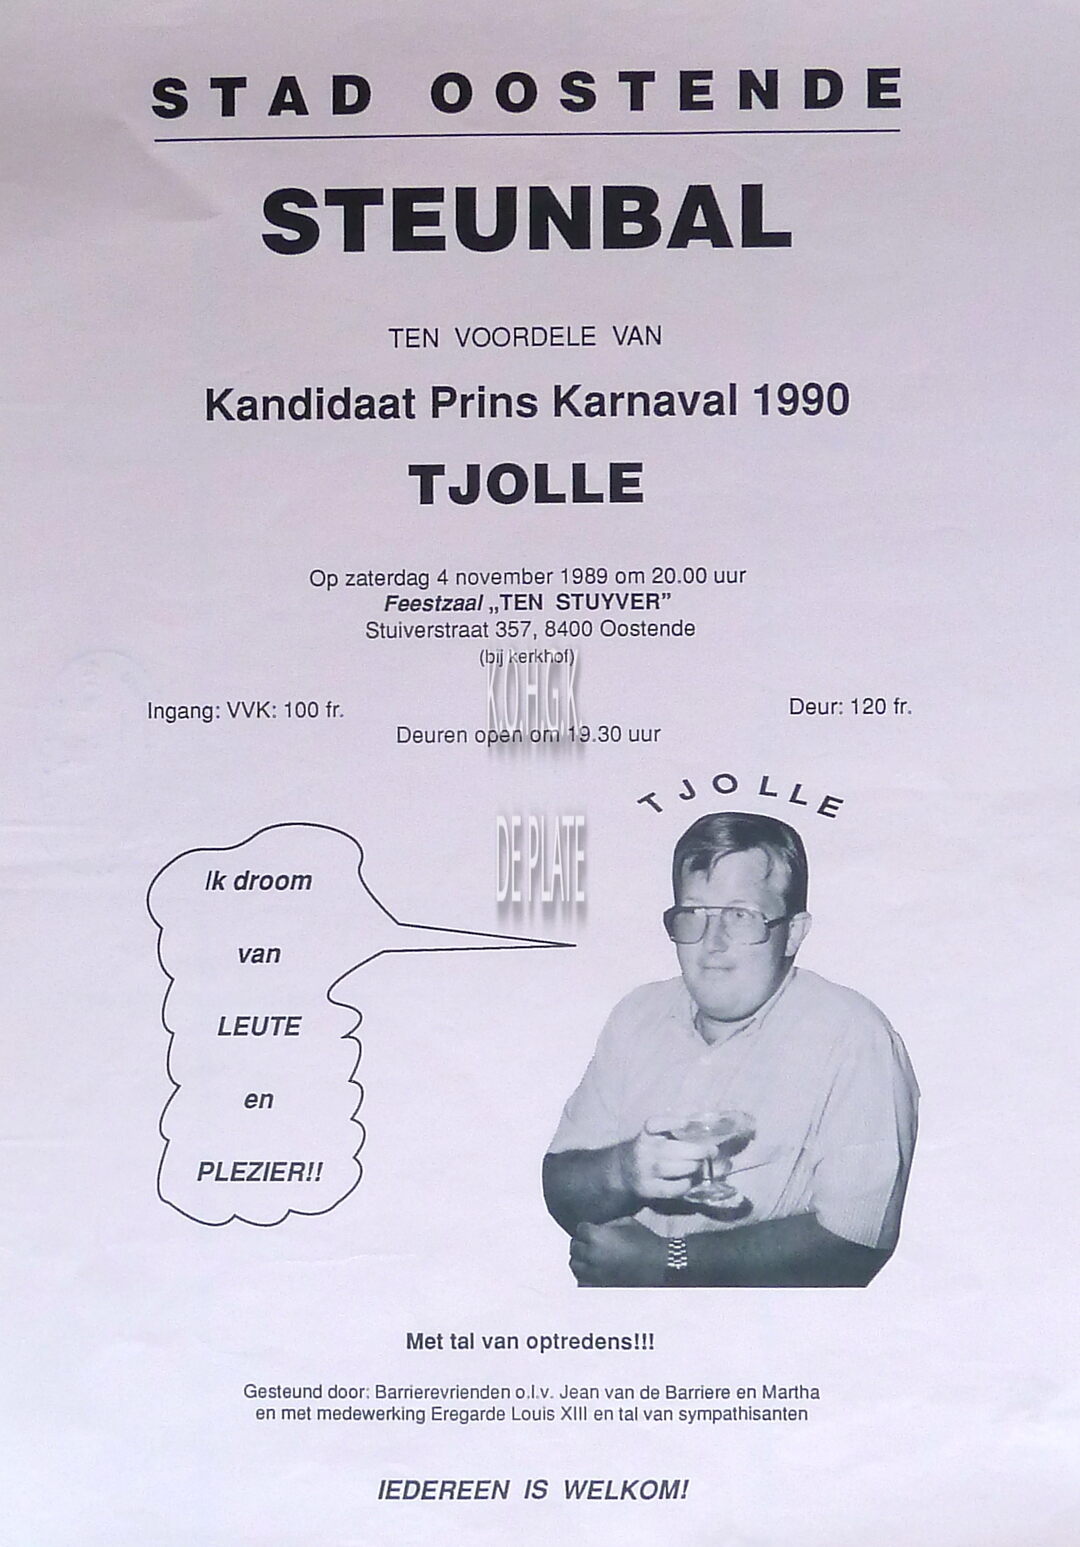 STAD OOSTENDE
STEUNBAL
TEN VOORDELE VAN
Kandidaat Prins Karnaval 1990
TJOLLE
Op zaterdag 4 november 1989 om 20.00 uur
Feestzaal „TEN STUYVER”
Stuiverstraat 357, 8400 Oostende
(bij kerkhof)
K.O.H.G.K.
Ingang: VVK: 100 fr.
Deur: 120 fr.
Deuren open om 19.30 uur
TJOLLE
DE PLATE
Ik droom
van
LEUTE
en
PLEZIER!!
Met tal van optredens!!!
Gesteund door: Barrierevrienden o.l.v. Jean van de Barriere en Martha
en met medewerking Eregarde Louis XIII en tal van sympathisanten
IEDEREEN IS WELKOM!